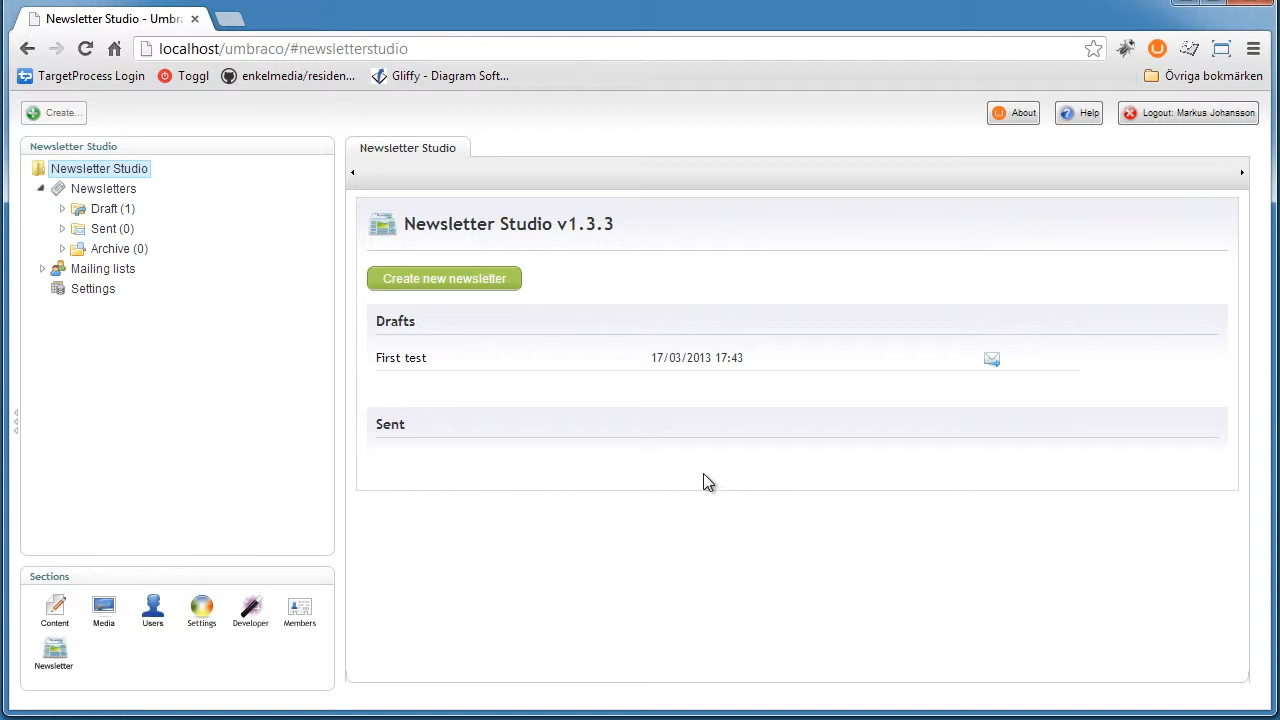 Newsletter Studio - Umbra
localhost/umbraco/#newsletterstudio
TargetProcess Login
Toggl
enkelmedia/residen...
Gliffy - Diagram Soft...
Övriga bokmärken
Create...
About
Help
Logout: Markus Johansson
Newsletter Studio
Newsletter Studio
Newsletters
Draft (1)
Sent (0)
Archive (0)
Mailing lists
Settings
Newsletter Studio
Newsletter Studio v1.3.3
Create new newsletter
Drafts
First test 17/03/2013 17:43
Sent
Sections
Content
Media
Users
Settings
Developer
Members
Newsletter